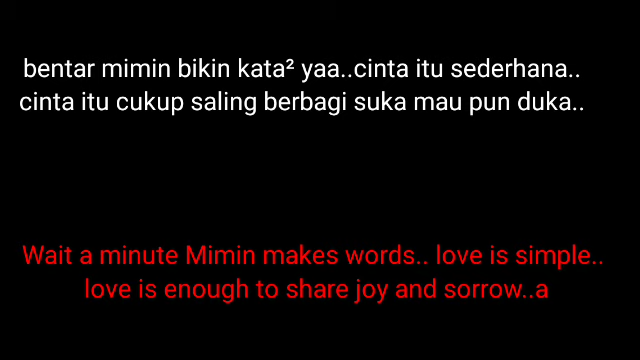 bentar mimin bikin kata² yaa..cinta itu sederhana..
cinta itu cukup saling berbagi suka mau pun duka..
Wait a minute Mimin makes words.. love is simple..
love is enough to share joy and sorrow..a